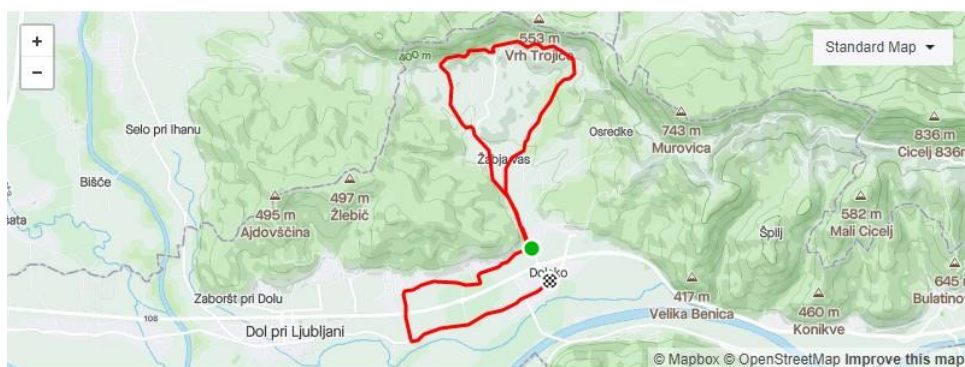 +
−
553 m
Vrh Trojica
400 m
Standard Map
Selo pri Ihanu
743 m
Murovica
836 m
Cicelj 836m
Osredke
Žabja vas
Bišče
497 m
Žlebič
495 m
Ajdovščina
582 m
Mali Cicelj
Špilj
Dolsko
645
Bulatinov
417 m
Velika Benica
460 m
Konikve
Zaboršt pri Dolu
108
Dol pri Ljubljani
© Mapbox © OpenStreetMap Improve this map